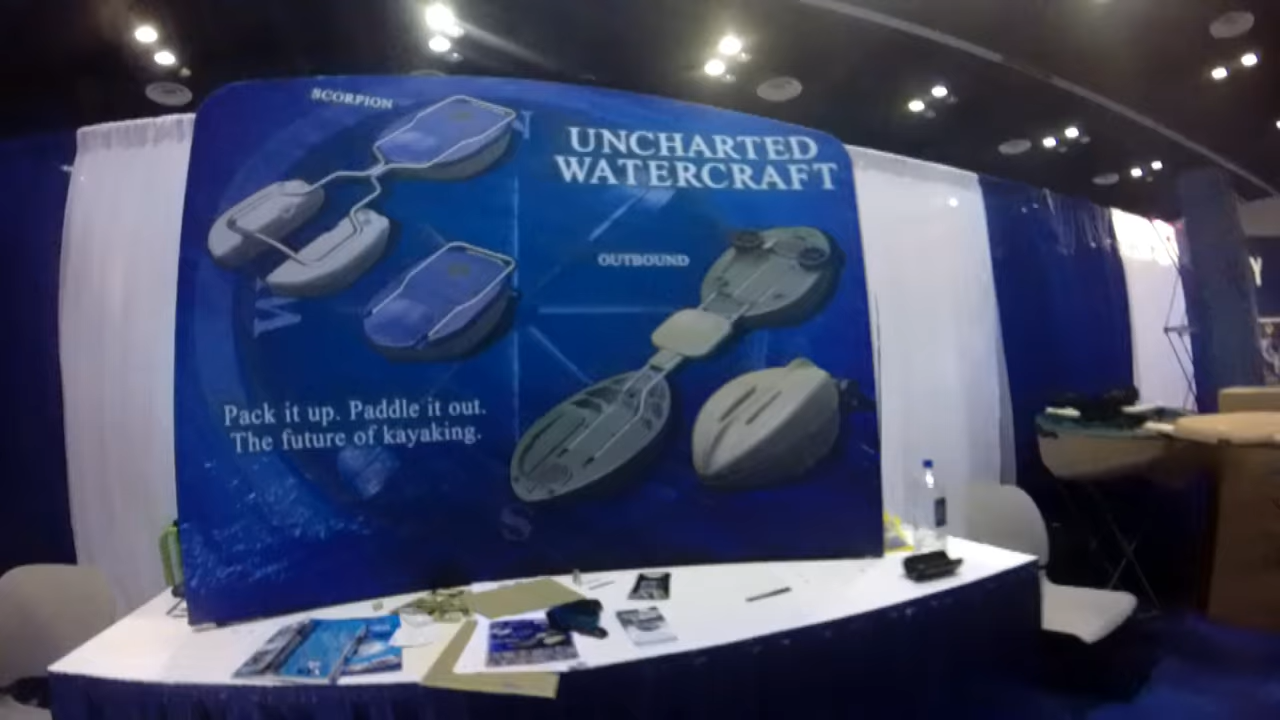 SCORPION
N
UNCHARTED
WATERCRAFT
OUTBOUND
W
Pack it up. Paddle it out.
The future of kayaking.
S
Y